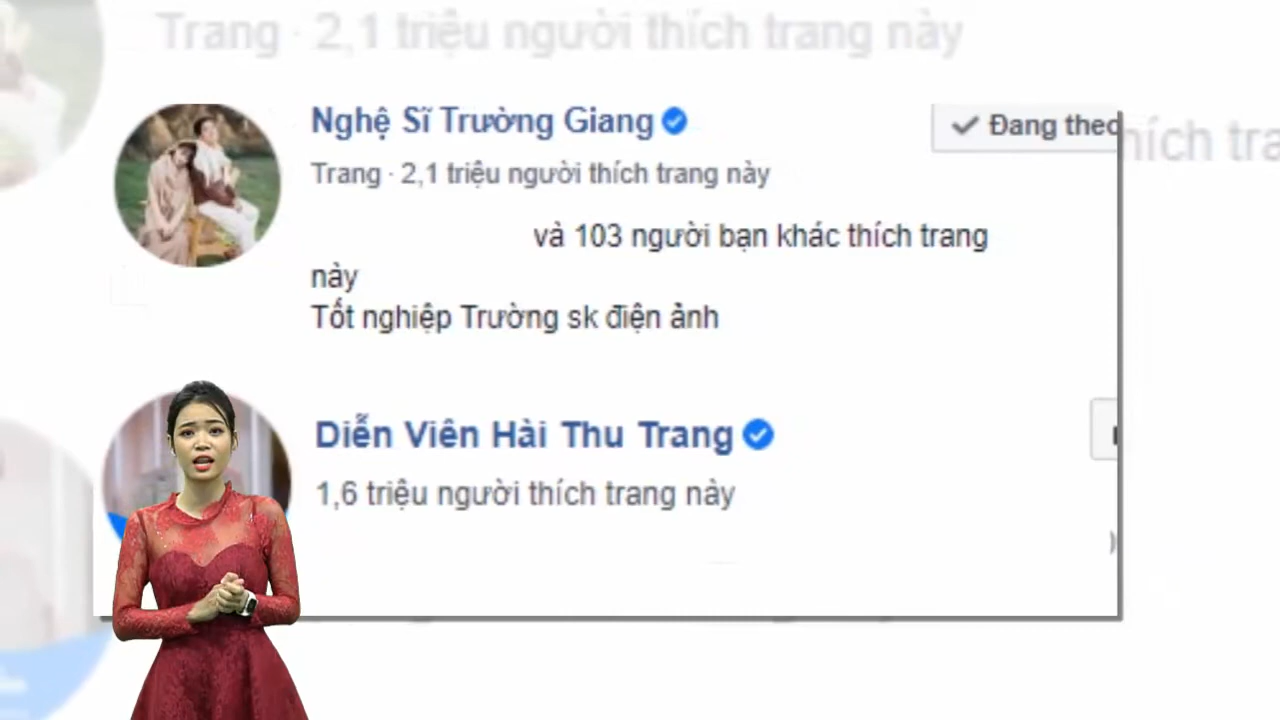 Trang · 2,1 triệu người thích trang này
Nghệ Sĩ Trường Giang
Đang theo
Trang · 2,1 triệu người thích trang này
và 103 người bạn khác thích trang
này
Tốt nghiệp Trường sk điện ảnh
Diễn Viên Hài Thu Trang
1,6 triệu người thích trang này